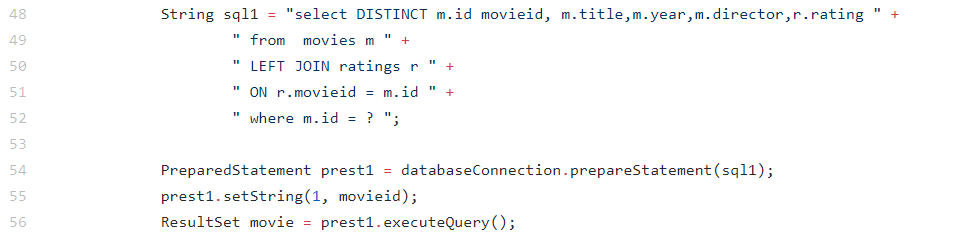 48 String sql1 = "select DISTINCT m.id movieid, m.title,m.year,m.director,r.rating " +
49 " from  movies m " +
50 " LEFT JOIN ratings r " +
51 " ON r.movieid = m.id " +
52 " where m.id = ? ";
53
54 PreparedStatement prest1 = databaseConnection.prepareStatement(sql1);
55 prest1.setString(1, movieid);
56 ResultSet movie = prest1.executeQuery();